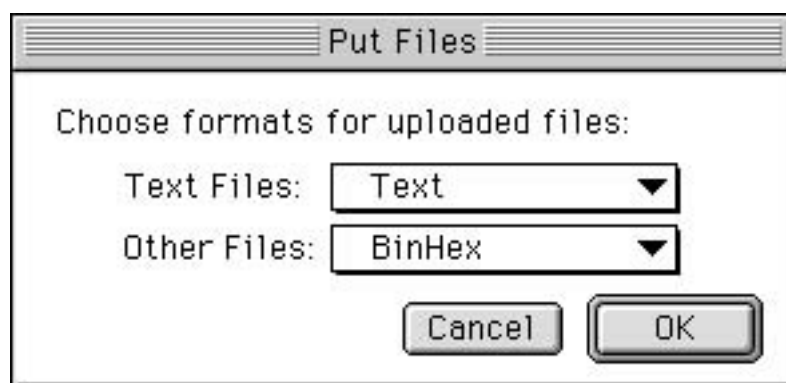 Put Files
Choose formats for uploaded files:
Text Files: Text
Other Files: BinHex
Cancel OK